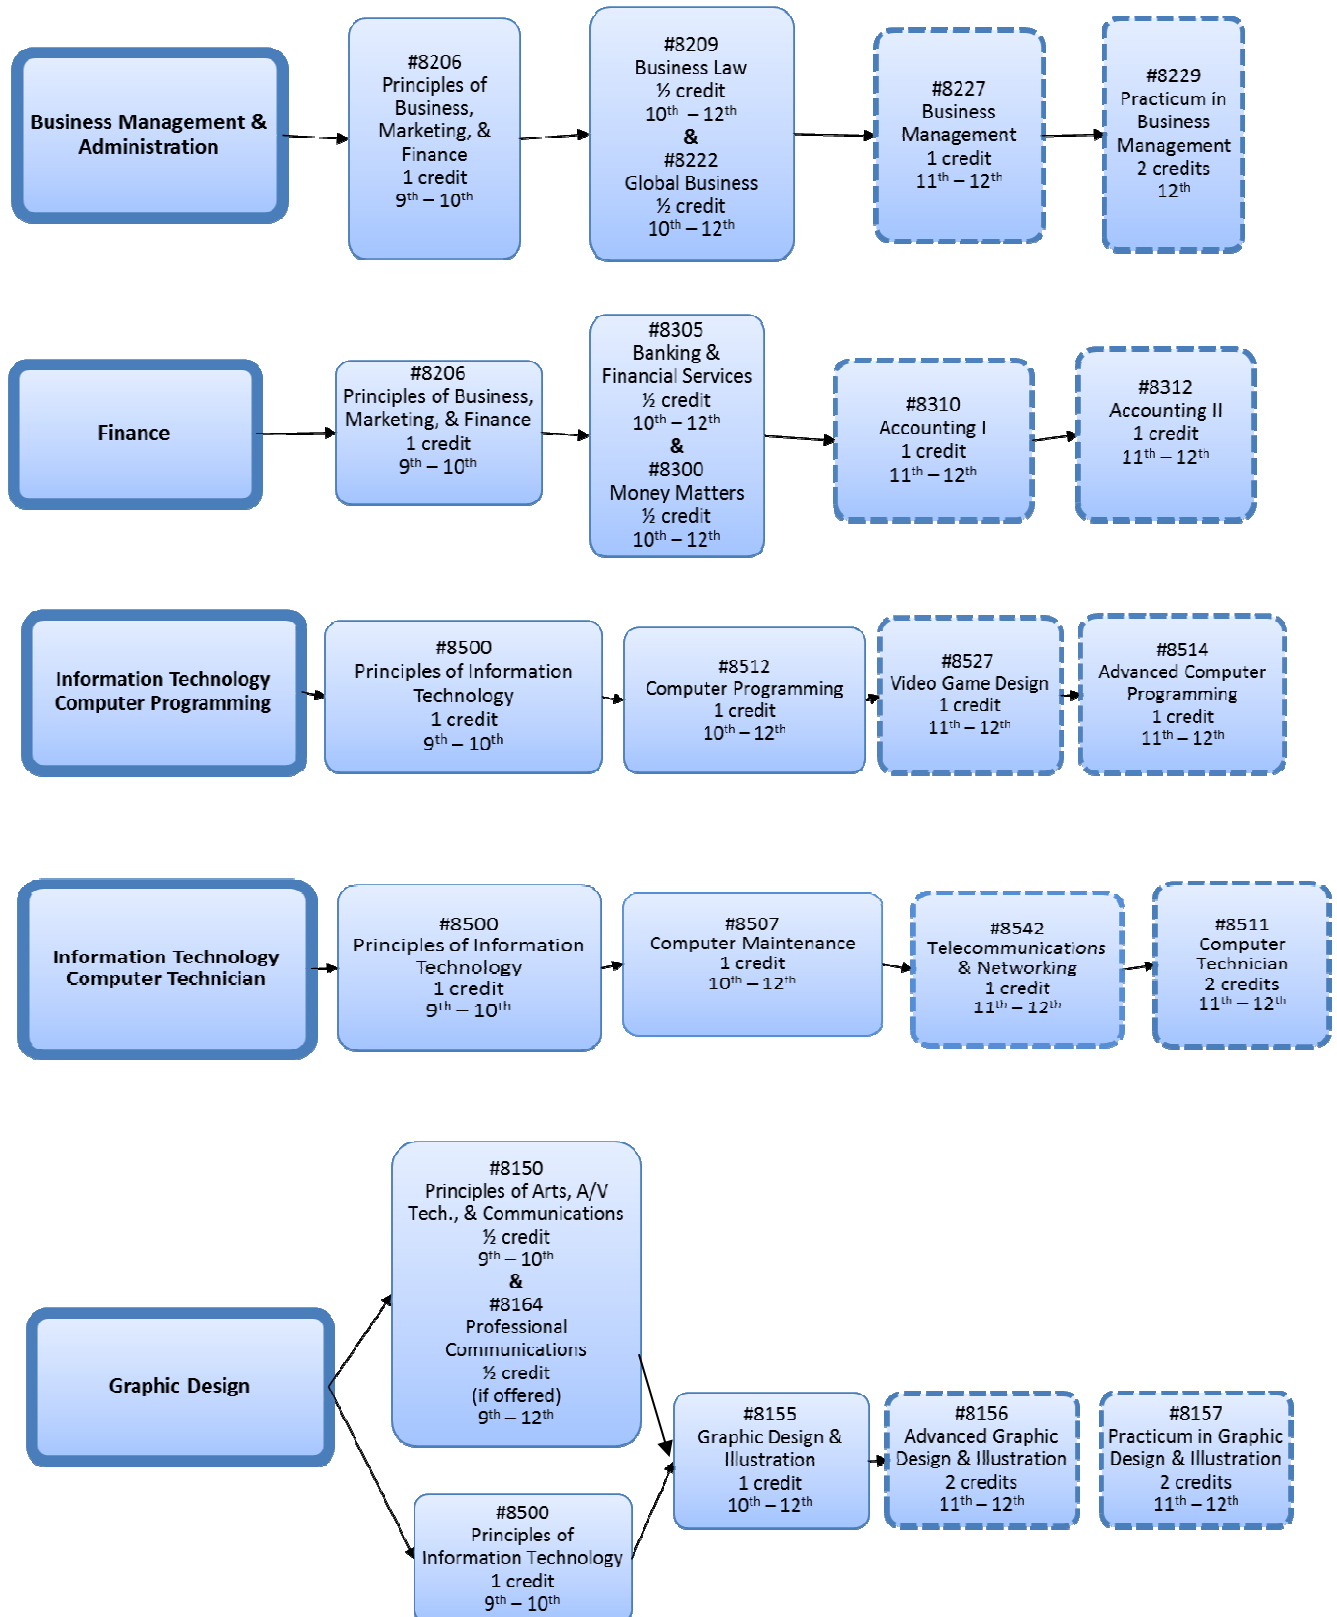 Business Management &
Administration
#8206
Principles of
Business,
Marketing, &
Finance
1 credit
9th – 10th
#8209
Business Law
½ credit
10th – 12th
&
#8222
Global Business
½ credit
10th – 12th
#8227
Business
Management
1 credit
11th – 12th
#8229
Practicum in
Business
Management
2 credits
12th
Finance
#8206
Principles of Business,
Marketing, & Finance
1 credit
9th – 10th
#8305
Banking &
Financial Services
½ credit
10th – 12th
&
#8300
Money Matters
½ credit
10th – 12th
#8310
Accounting I
1 credit
11th – 12th
#8312
Accounting II
1 credit
11th – 12th
Information Technology
Computer Programming
#8500
Principles of Information
Technology
1 credit
9th – 10th
#8512
Computer Programming
1 credit
10th – 12th
#8527
Video Game Design
1 credit
11th – 12th
#8514
Advanced Computer
Programming
1 credit
11th – 12th
Information Technology
Computer Technician
#8500
Principles of Information
Technology
1 credit
9th – 10th
#8507
Computer Maintenance
1 credit
10th – 12th
#8542
Telecommunications
& Networking
1 credit
11th – 12th
#8511
Computer
Technician
2 credits
11th – 12th
Graphic Design
#8150
Principles of Arts, A/V
Tech., & Communications
½ credit
9th – 10th
&
#8164
Professional
Communications
½ credit
(if offered)
9th – 12th
#8500
Principles of
Information Technology
1 credit
9th – 10th
#8155
Graphic Design &
Illustration
1 credit
10th – 12th
#8156
Advanced Graphic
Design & Illustration
2 credits
11th – 12th
#8157
Practicum in Graphic
Design & Illustration
2 credits
11th – 12th